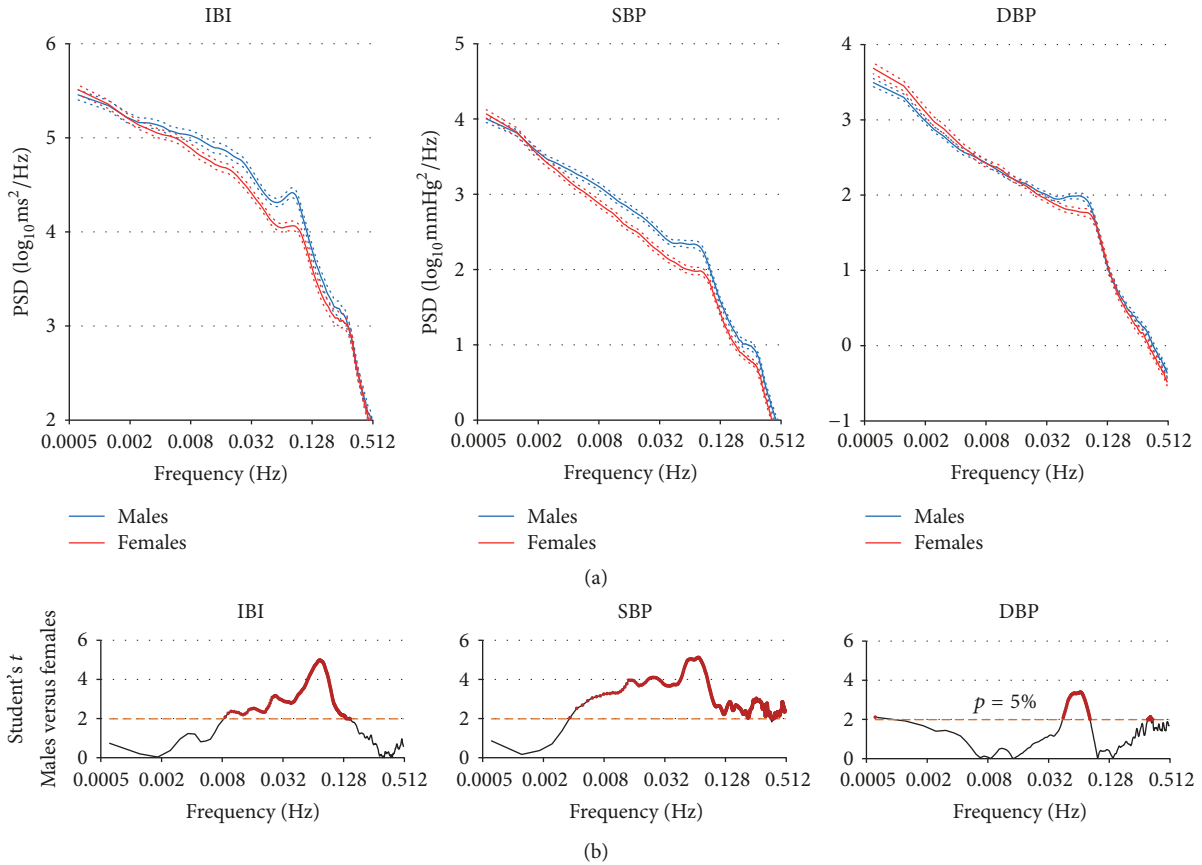 IBI
SBP
DBP
PSD (log10 ms²/Hz)
6
5
4
3
2
0.0005 0.002 0.008 0.032 0.128 0.512
Frequency (Hz)
PSD (log10 mmHg²/Hz)
5
4
3
2
1
0
0.0005 0.002 0.008 0.032 0.128 0.512
Frequency (Hz)
4
3
2
1
0
−1
0.0005 0.002 0.008 0.032 0.128 0.512
Frequency (Hz)
Males
Females
Males
Females
Males
Females
(a)
IBI
SBP
DBP
Student's t
Males versus females
6
4
2
0
0.0005 0.002 0.008 0.032 0.128 0.512
Frequency (Hz)
6
4
2
0
0.0005 0.002 0.008 0.032 0.128 0.512
Frequency (Hz)
6
4
2
0
p = 5%
0.0005 0.002 0.008 0.032 0.128 0.512
Frequency (Hz)
(b)